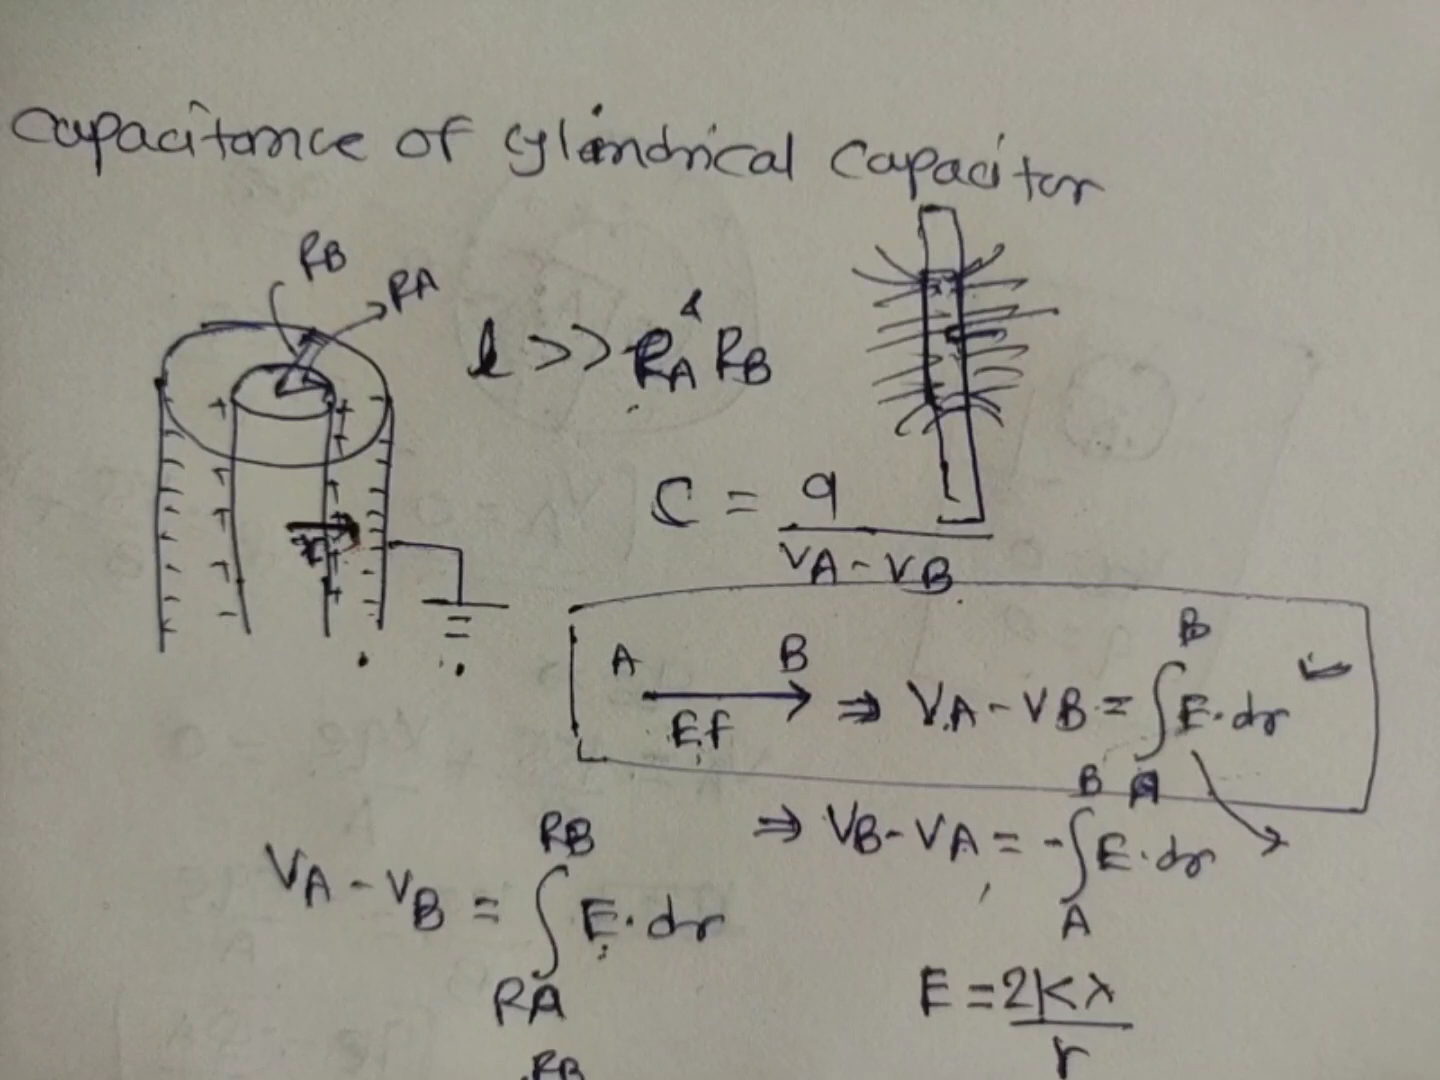 Capacitance of cylindrical capacitor
RB
RA
l >> RA & RB
C = q / VA - VB
A B
E.f
⇒ VA - VB = ∫ E.dr
B
A
⇒ VB - VA = -∫ E.dr
B
A
VA - VB = ∫ E.dr
RB
RA
E = 2Kλ / r
RB